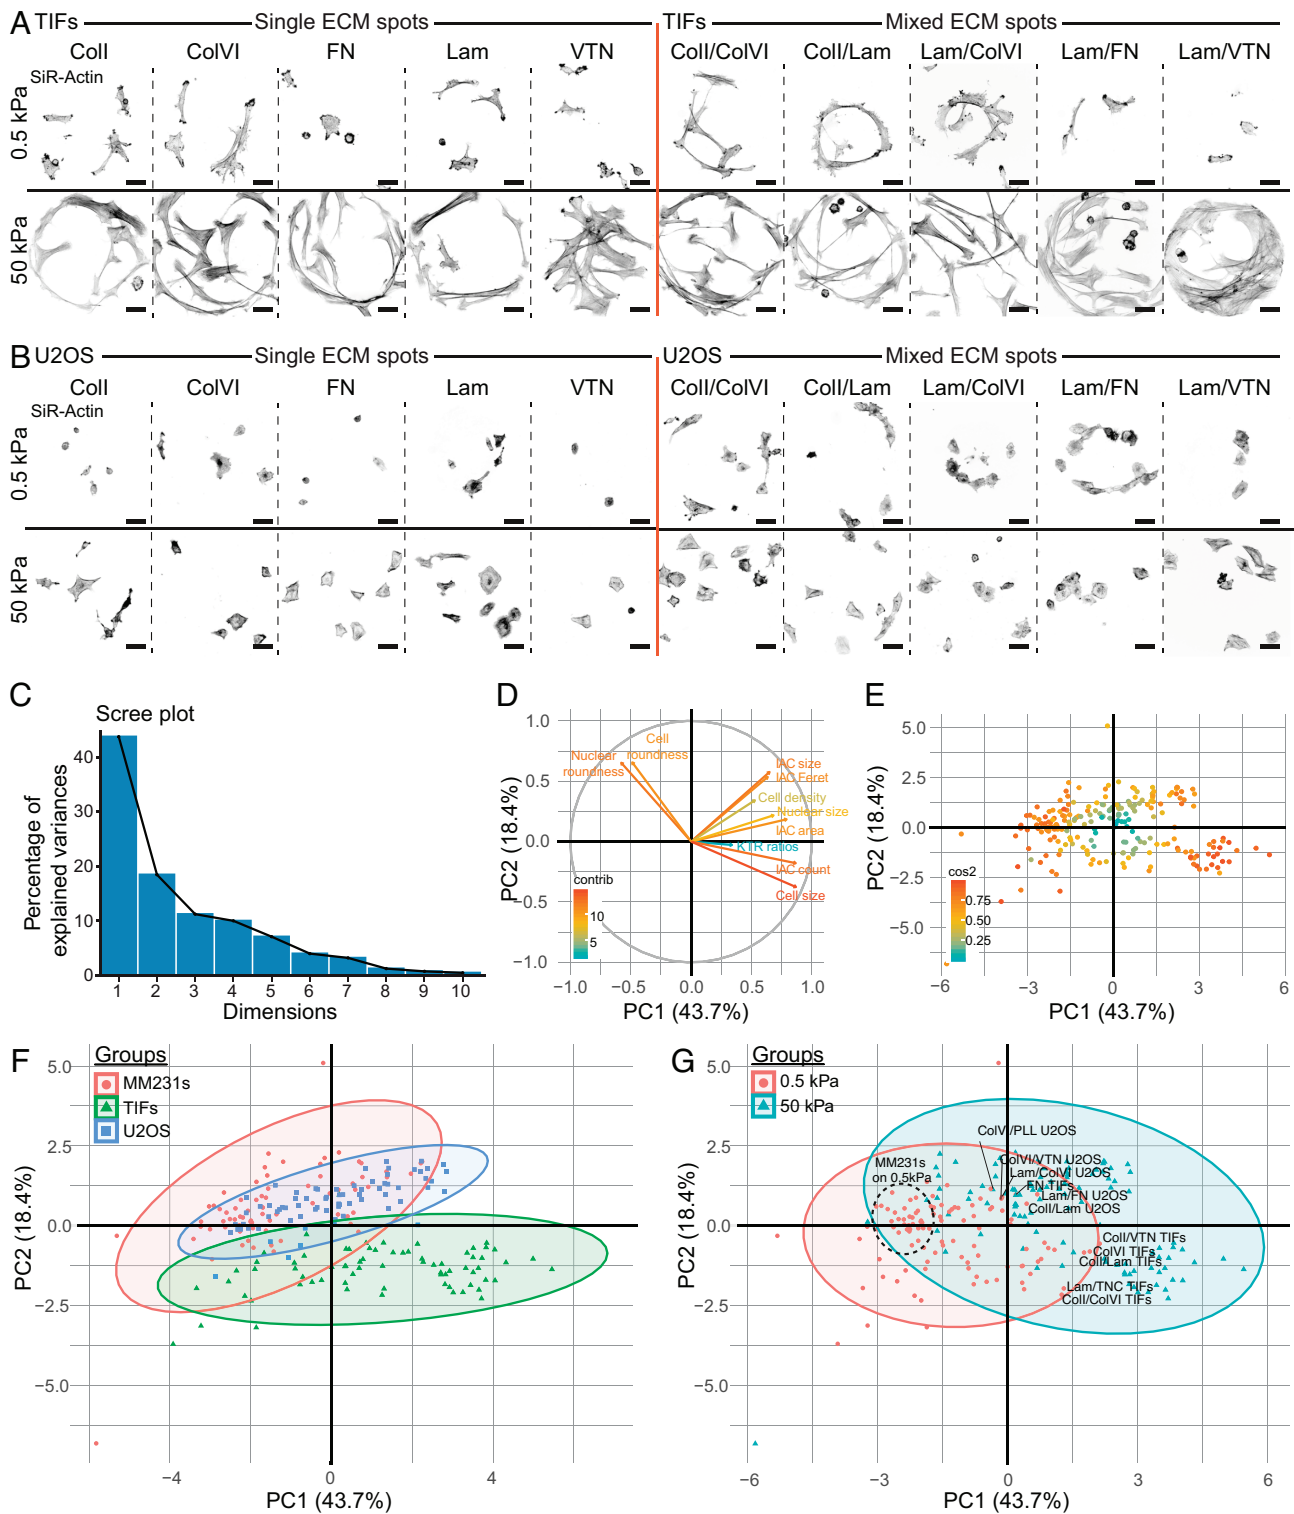 A TIFs Single ECM spots TIFs Mixed ECM spots
ColI ColVI FN Lam VTN ColI/ColVI ColI/Lam Lam/ColVI Lam/FN Lam/VTN
SiR-Actin
0.5 kPa
50 kPa
B U2OS Single ECM spots U2OS Mixed ECM spots
ColI ColVI FN Lam VTN ColI/ColVI ColI/Lam Lam/ColVI Lam/FN Lam/VTN
SiR-Actin
0.5 kPa
50 kPa
C
Scree plot
Percentage of
explained variances
40
30
20
10
0
1 2 3 4 5 6 7 8 9 10
Dimensions
D
PC2 (18.4%)
1.0
0.5
0.0
−0.5
−1.0
Cell
roundness
Nuclear
roundness
IAC size
IAC Feret
Cell density
Nuclear size
IAC area
KTR ratios
IAC count
Cell size
contrib
10
5
−1.0 −0.5 0.0 0.5 1.0
PC1 (43.7%)
E
PC2 (18.4%)
5.0
2.5
0.0
−2.5
−5.0
cos2
0.75
0.50
0.25
−6 −3 0 3 6
PC1 (43.7%)
F
Groups
MM231s
TIFs
U2OS
PC2 (18.4%)
5.0
2.5
0.0
−2.5
−5.0
−4 0 4
PC1 (43.7%)
G
Groups
0.5 kPa
50 kPa
PC2 (18.4%)
5.0
2.5
0.0
−2.5
−5.0
ColVI/PLL U2OS
MM231s
on 0.5kPa
ColVI/VTN U2OS
Lam/ColVI U2OS
FN TIFs
Lam/FN U2OS
ColI/Lam U2OS
ColI/VTN TIFs
ColVI TIFs
ColI/Lam TIFs
Lam/TNC TIFs
ColI/ColVI TIFs
−6 −3 0 3 6
PC1 (43.7%)